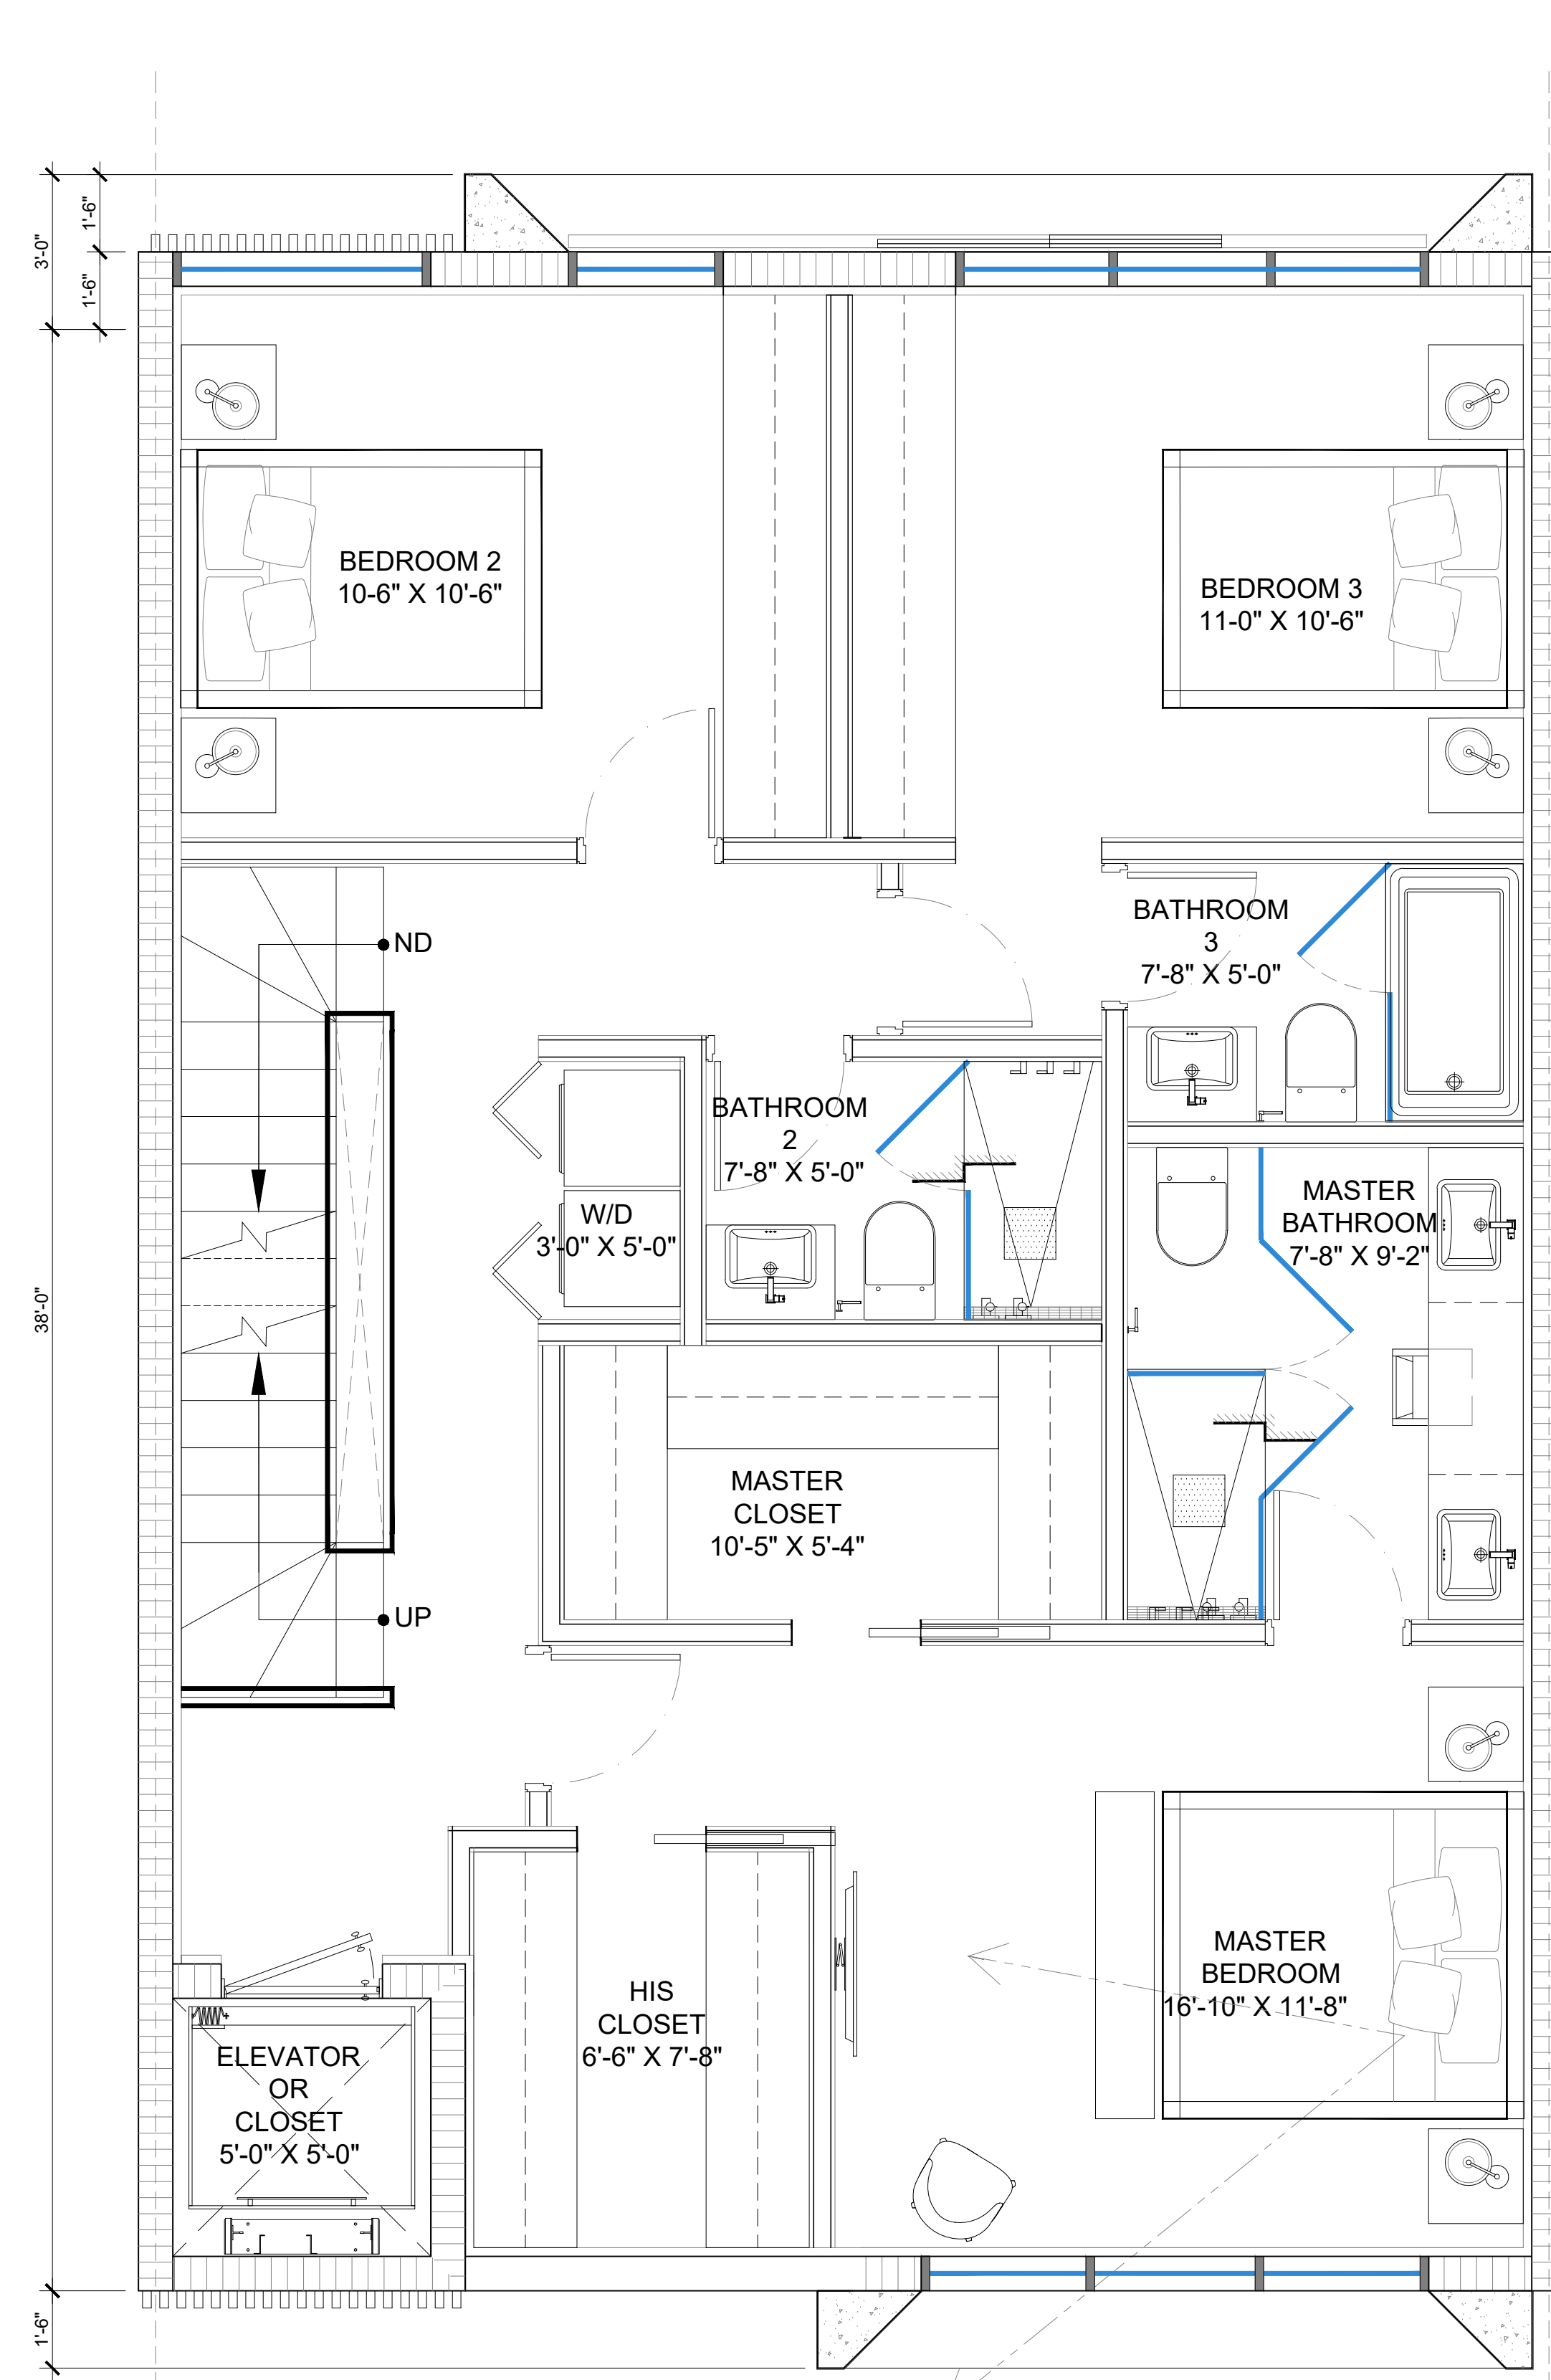 1'-6"
3'-0"
1'-6"
BEDROOM 2
10-6" X 10'-6"
BEDROOM 3
11-0" X 10'-6"
BATHROOM
3
7'-8" X 5'-0"
ND
BATHROOM
2
7'-8" X 5'-0"
W/D
3'-0" X 5'-0"
MASTER
BATHROOM
7'-8" X 9'-2"
38'-0"
MASTER
CLOSET
10'-5" X 5'-4"
UP
MASTER
BEDROOM
16'-10" X 11'-8"
HIS
CLOSET
6'-6" X 7'-8"
ELEVATOR
OR
CLOSET
5'-0" X 5'-0"
1'-6"